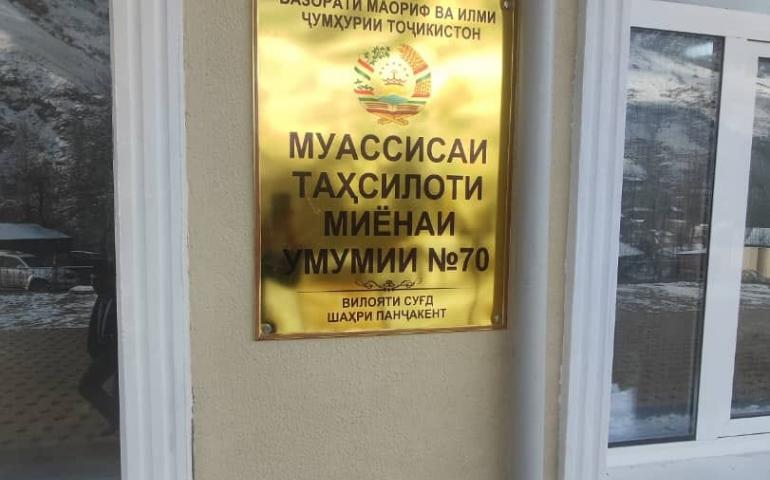 ВАЗОРАТИ МАОРИФ ВА ИЛМИ
ҶУМҲУРИИ ТОҶИКИСТОН
МУАССИСАИ
ТАҲСИЛОТИ
МИЁНАИ
УМУМИИ №70
ВИЛОЯТИ СУҒД
ШАҲРИ ПАНҶАКЕНТ